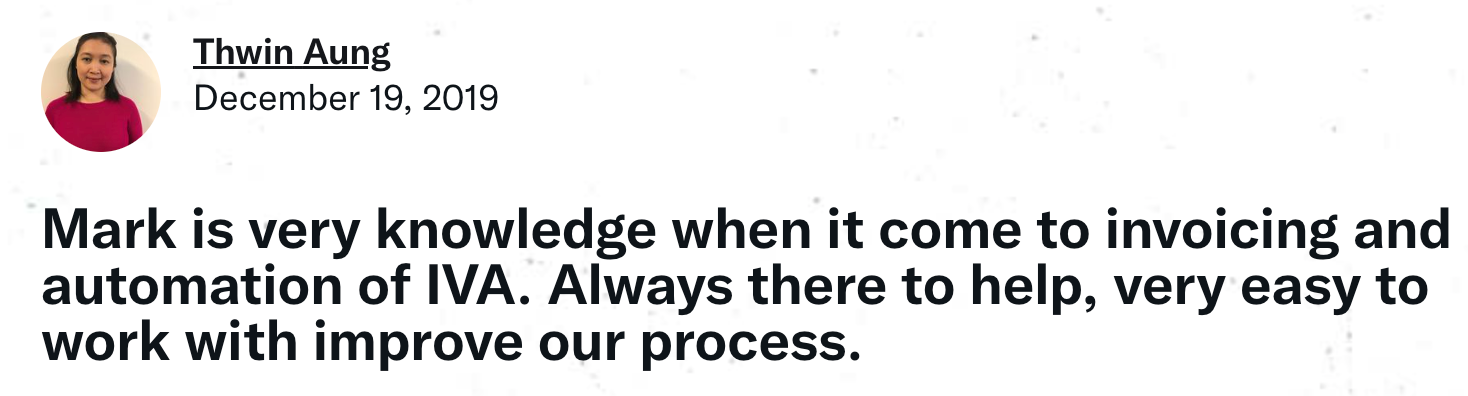 Thwin Aung
December 19, 2019
Mark is very knowledge when it come to invoicing and
automation of IVA. Always there to help, very easy to
work with improve our process.